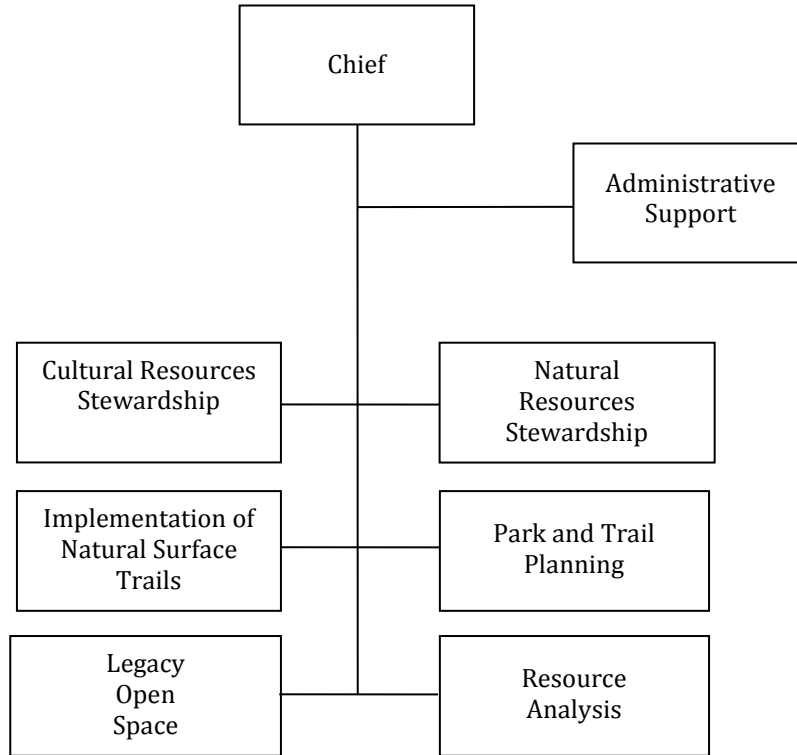 Chief
Administrative
Support
Cultural Resources
Stewardship
Natural
Resources
Stewardship
Implementation of
Natural Surface
Trails
Park and Trail
Planning
Legacy
Open
Space
Resource
Analysis